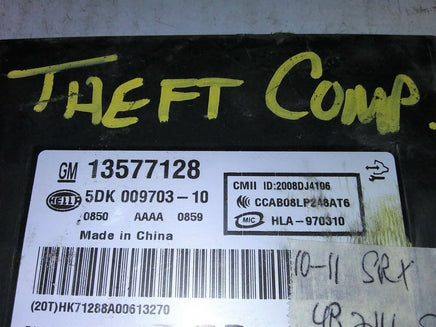 THEFT COMP.
GM 13577128
HELLA 5DK 009703-10
0850 AAAA 0859
Made in China
CMII ID:2008DJ4106
CCAB08LP248AT6
MIC HLA-970310
10-11 SRX
(20T)HK71288A00613270